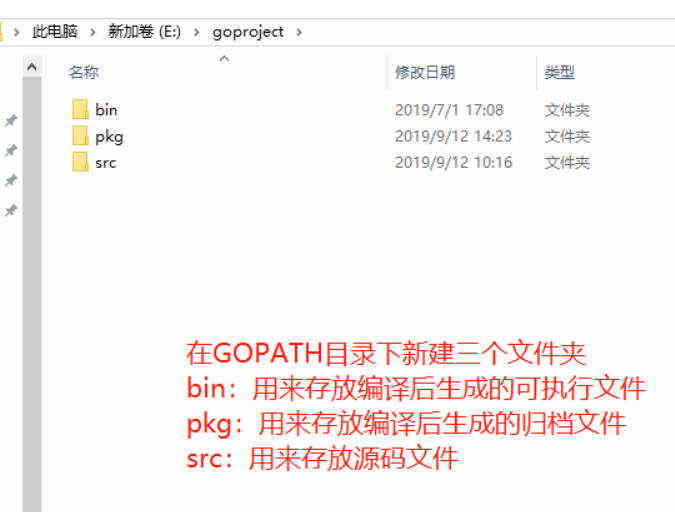 此电脑 > 新加卷 (E:) > goproject >
名称 修改日期 类型
bin 2019/7/1 17:08 文件夹
pkg 2019/9/12 14:23 文件夹
src 2019/9/12 10:16 文件夹
在GOPATH目录下新建三个文件夹
bin：用来存放编译后生成的可执行文件
pkg：用来存放编译后生成的归档文件
src：用来存放源码文件